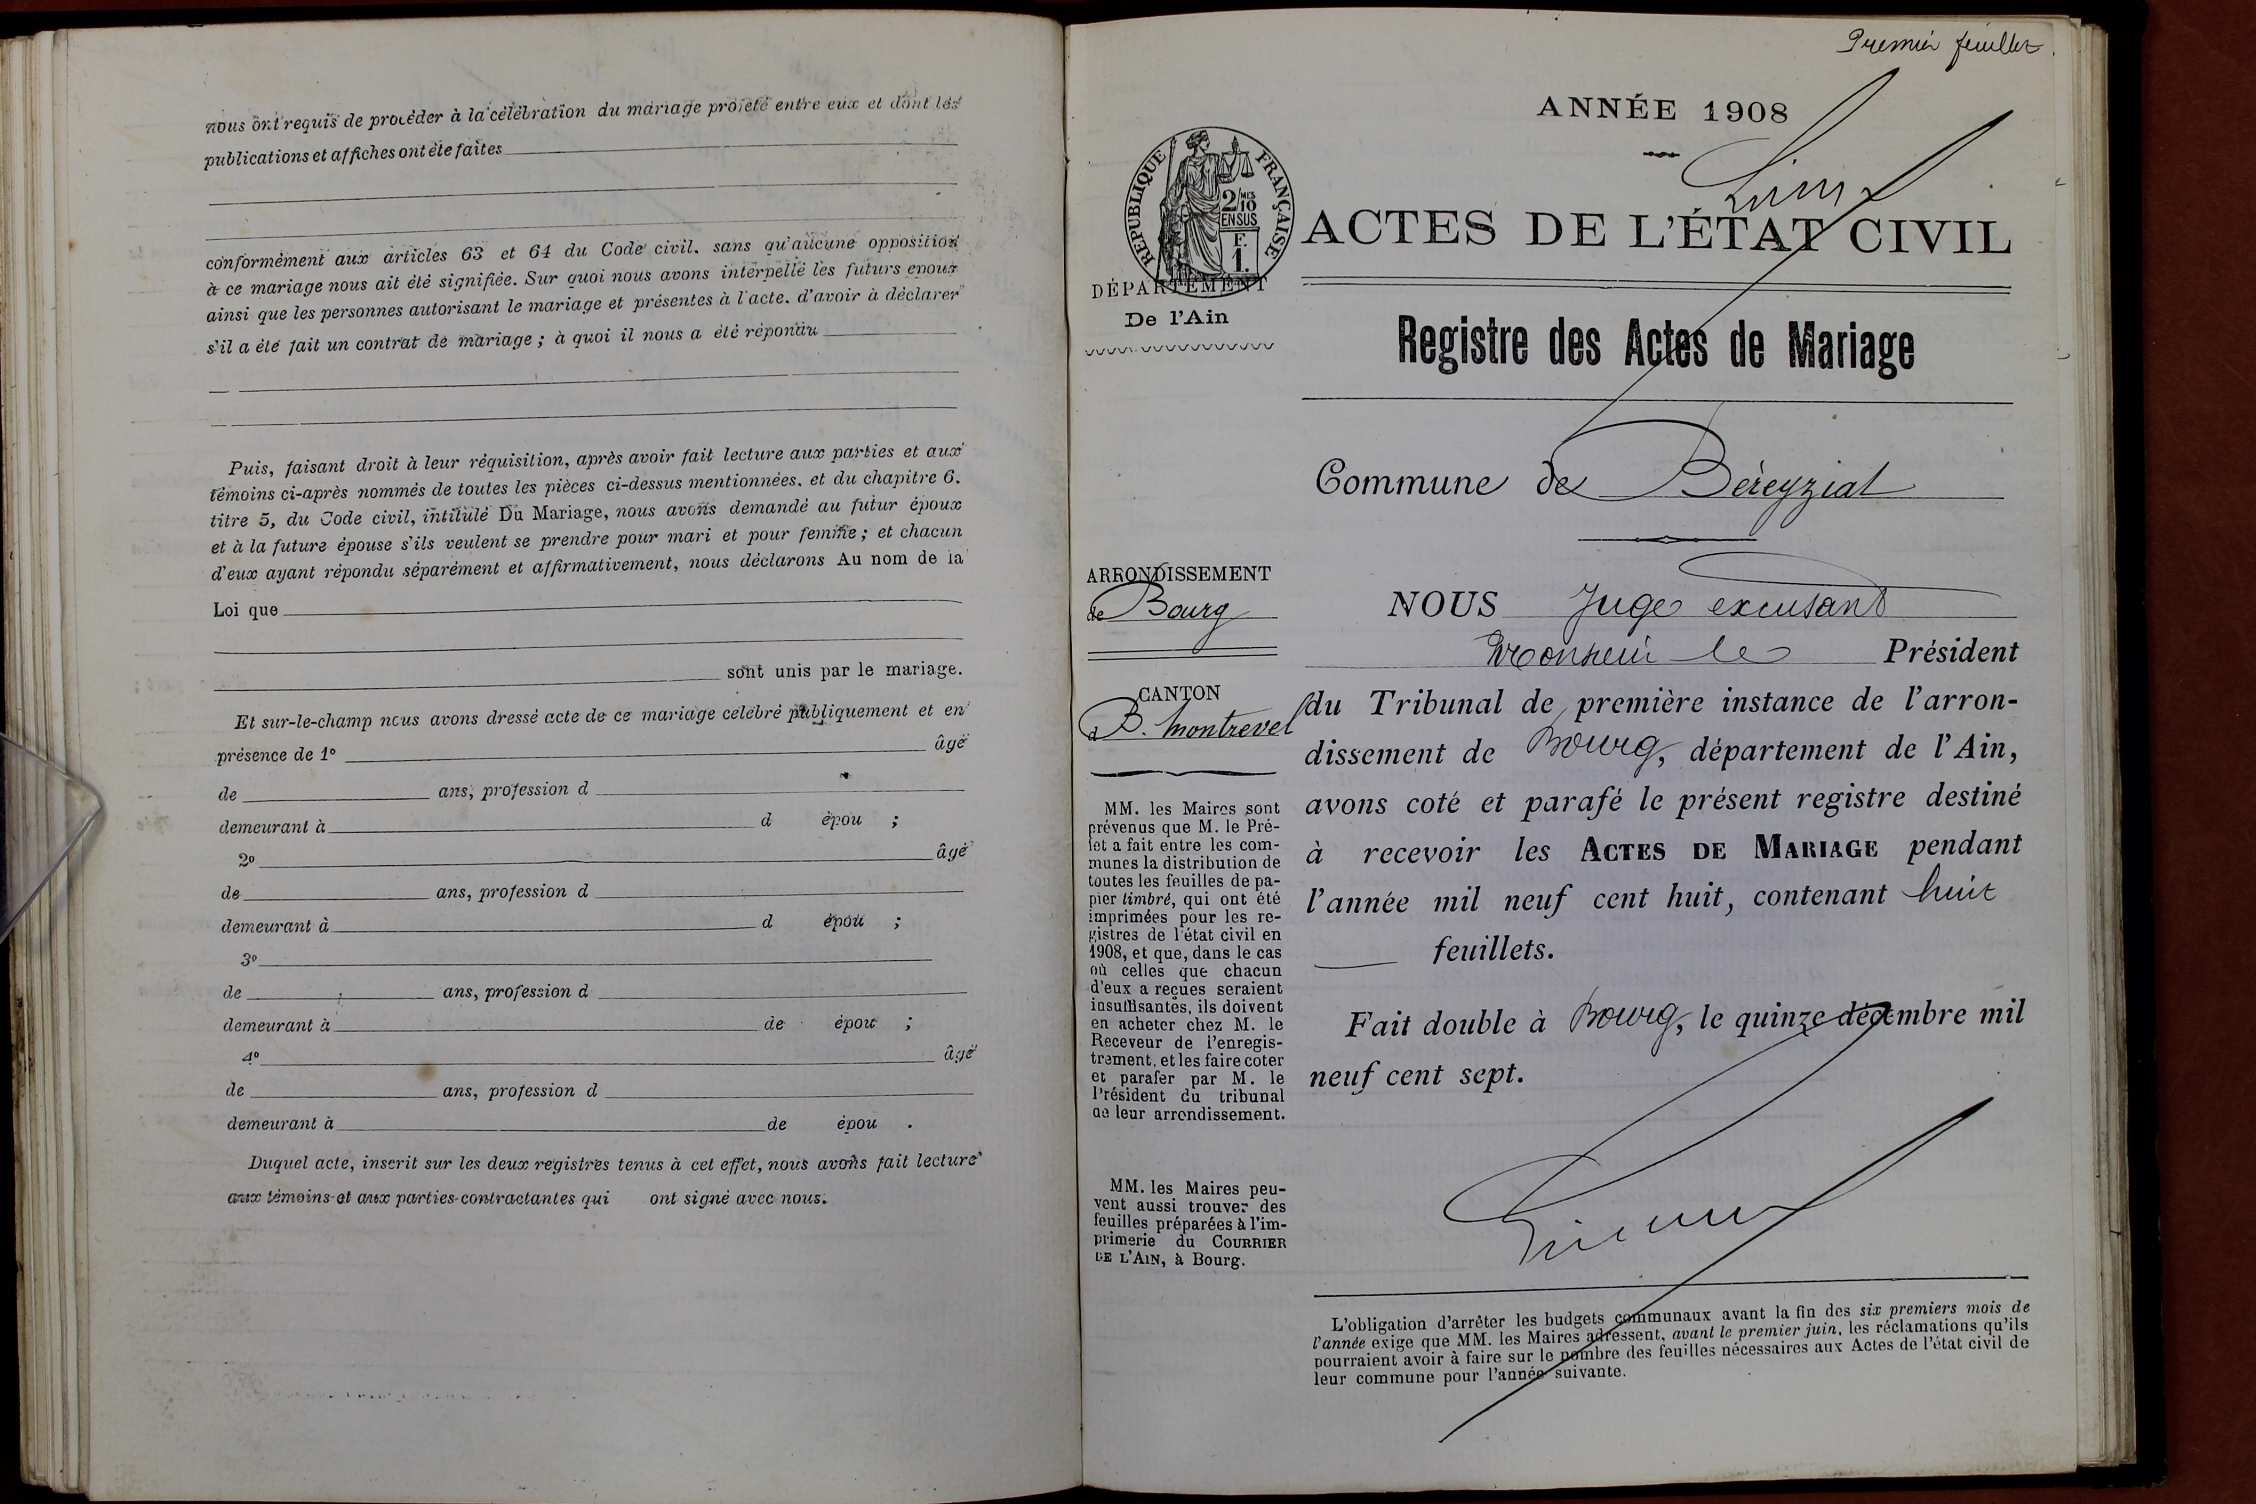 nous ont requis de procéder à la célébration du mariage projeté entre eux et dont les
publications et affiches ont été faites
conformément aux articles 63 et 64 du Code civil, sans qu'aucune opposition
à ce mariage nous ait été signifiée. Sur quoi nous avons interpellé les futurs époux
ainsi que les personnes autorisant le mariage et présentes à l'acte, d'avoir à déclarer
s'il a été fait un contrat de mariage ; à quoi il nous a été répondu
Puis, faisant droit à leur réquisition, après avoir fait lecture aux parties et aux
témoins ci-après nommés de toutes les pièces ci-dessus mentionnées, et du chapitre 6,
titre 5, du Code civil, intitulé Du Mariage, nous avons demandé au futur époux
et à la future épouse s'ils veulent se prendre pour mari et pour femme ; et chacun
d'eux ayant répondu séparément et affirmativement, nous déclarons Au nom de la
Loi que
sont unis par le mariage.
Et sur-le-champ nous avons dressé acte de ce mariage célébré publiquement et en
présence de 1º âgé
de ans, profession d
demeurant à d épou ;
2º âgé
de ans, profession d
demeurant à d épou ;
3º
de ans, profession d
demeurant à de épou ;
4º âgé
de ans, profession d
demeurant à de épou .
Duquel acte, inscrit sur les deux registres tenus à cet effet, nous avons fait lecture
aux témoins et aux parties contractantes qui ont signé avec nous.
Premier feuillet
ANNÉE 1908
RÉPUBLIQUE FRANÇAISE
2/MES 10
EN SUS
F.
1.
ACTES DE L'ÉTAT CIVIL
DÉPARTEMENT
De l'Ain
Registre des Actes de Mariage
Commune de Béreyziat
ARRONDISSEMENT
de Bourg
CANTON
d Montrevel
MM. les Maires sont
prévenus que M. le Pré-
fet a fait entre les com-
munes la distribution de
toutes les feuilles de pa-
pier timbré, qui ont été
imprimées pour les re-
gistres de l'état civil en
1908, et que, dans le cas
où celles que chacun
d'eux a reçues seraient
insuffisantes, ils doivent
en acheter chez M. le
Receveur de l'enregis-
trement, et les faire coter
et parafer par M. le
Président du tribunal
de leur arrondissement.
MM. les Maires peu-
vent aussi trouver des
feuilles préparées à l'im-
primerie du COURRIER
DE L'AIN, à Bourg.
NOUS Juge excusant
Monsieur le Président
du Tribunal de première instance de l'arron-
dissement de Bourg, département de l'Ain,
avons coté et parafé le présent registre destiné
à recevoir les ACTES DE MARIAGE pendant
l'année mil neuf cent huit, contenant huit
feuillets.
Fait double à Bourg, le quinze décembre mil
neuf cent sept.
L'obligation d'arrêter les budgets communaux avant la fin des six premiers mois de
l'année exige que MM. les Maires adressent, avant le premier juin, les réclamations qu'ils
pourraient avoir à faire sur le nombre des feuilles nécessaires aux Actes de l'état civil de
leur commune pour l'année suivante.